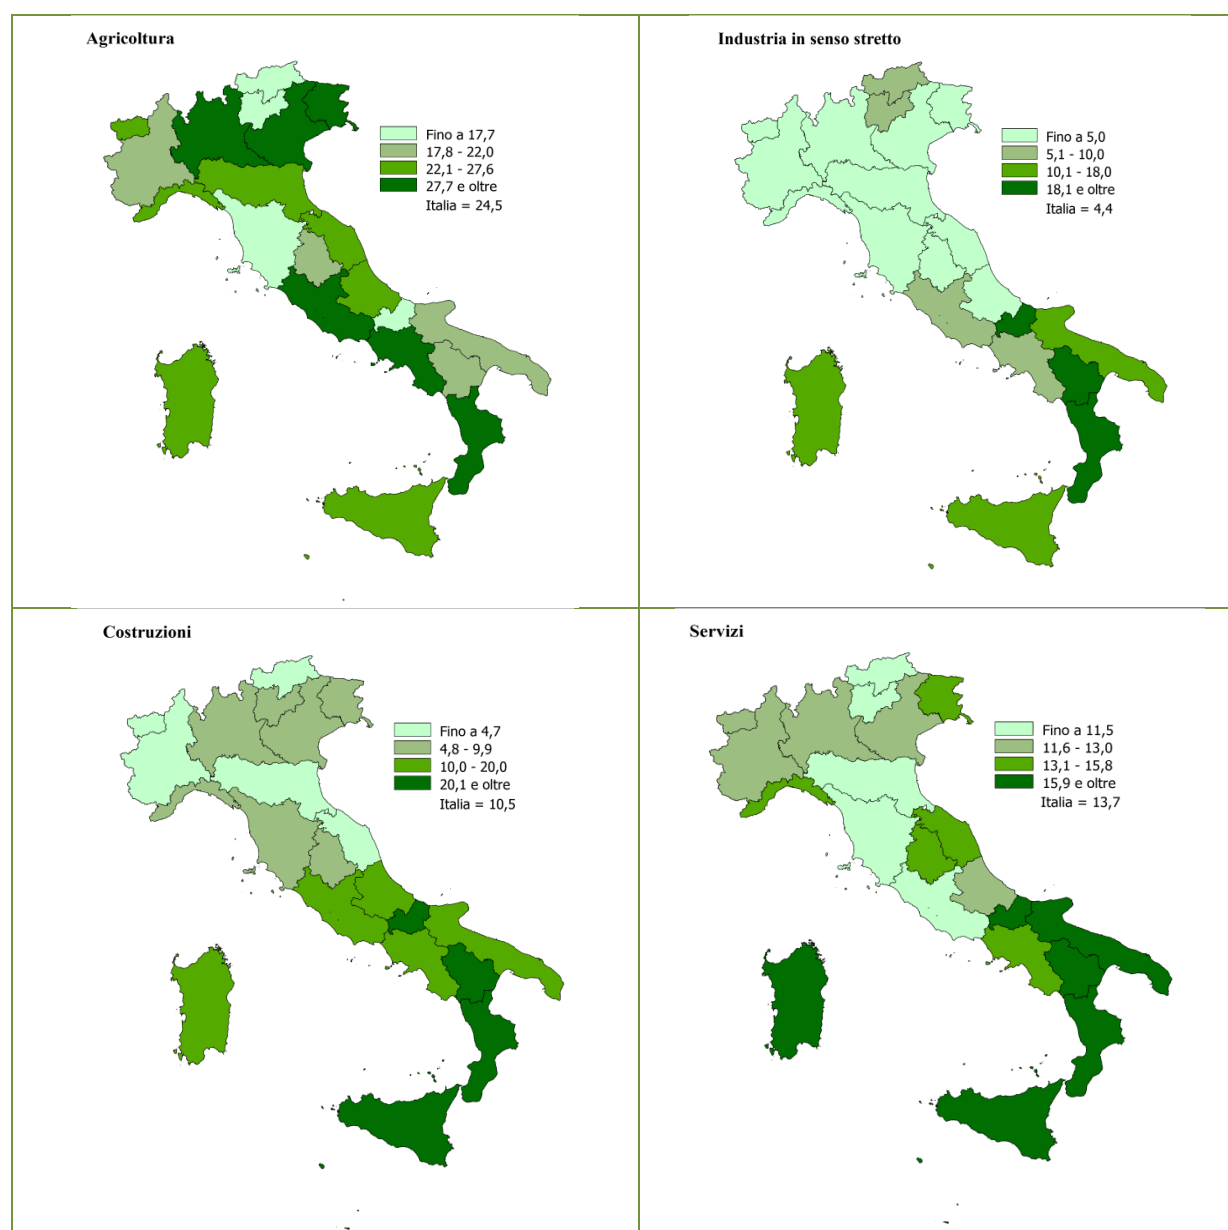 Agricoltura
Fino a 17,7
17,8 - 22,0
22,1 - 27,6
27,7 e oltre
Italia = 24,5
Industria in senso stretto
Fino a 5,0
5,1 - 10,0
10,1 - 18,0
18,1 e oltre
Italia = 4,4
Costruzioni
Fino a 4,7
4,8 - 9,9
10,0 - 20,0
20,1 e oltre
Italia = 10,5
Servizi
Fino a 11,5
11,6 - 13,0
13,1 - 15,8
15,9 e oltre
Italia = 13,7